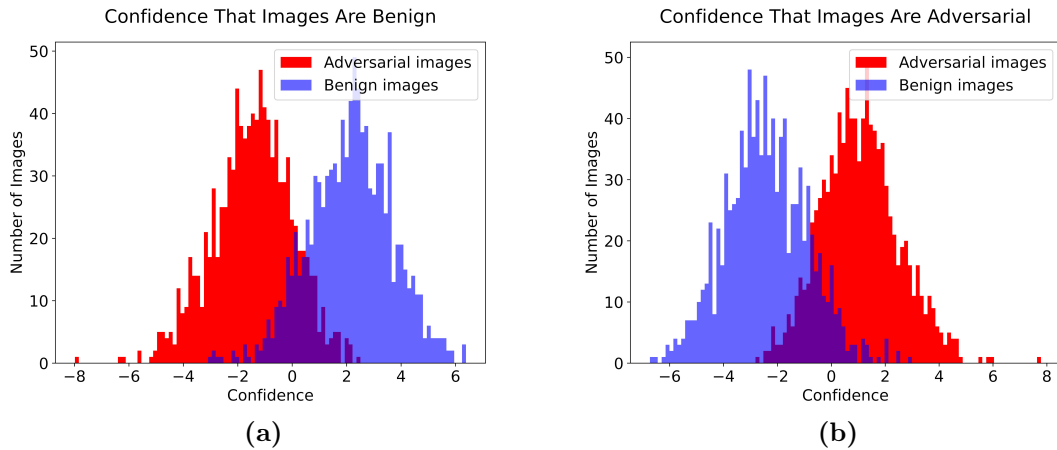 Confidence That Images Are Benign
50
40
30
20
10
0
Number of Images
Adversarial images
Benign images
−8 −6 −4 −2 0 2 4 6
Confidence
(a)
Confidence That Images Are Adversarial
50
40
30
20
10
0
Number of Images
Adversarial images
Benign images
−6 −4 −2 0 2 4 6 8
Confidence
(b)